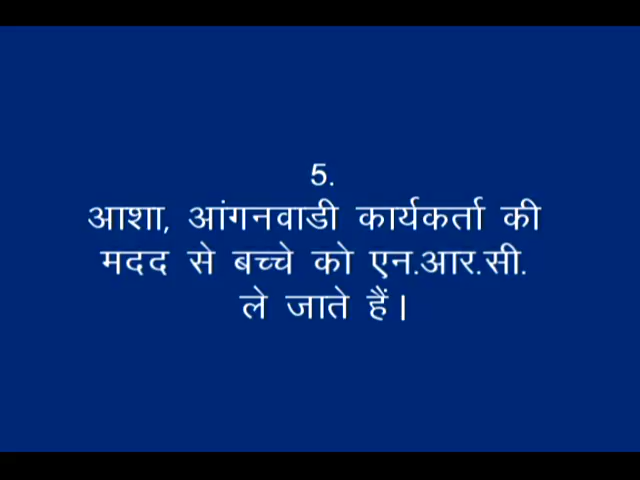 5.
आशा, आंगनवाडी कार्यकर्ता की
मदद से बच्चे को एन.आर.सी.
ले जाते हैं।